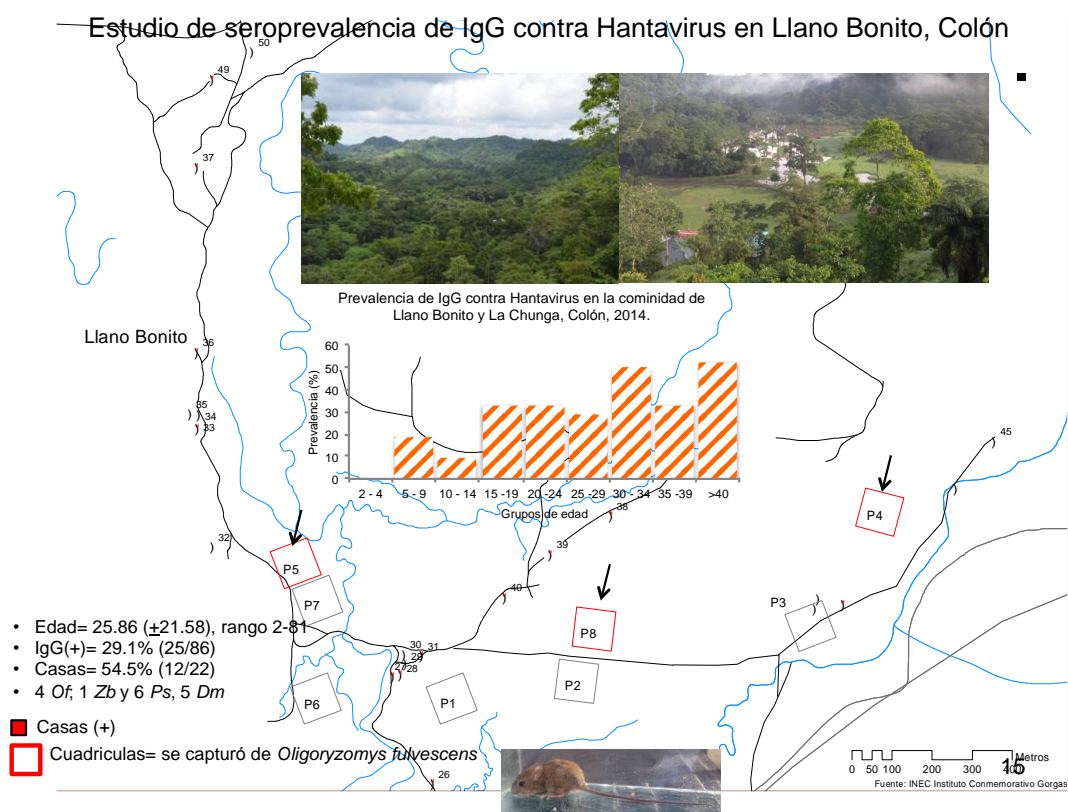 Estudio de seroprevalencia de IgG contra Hantavirus en Llano Bonito, Colón
50
49
37
Prevalencia de IgG contra Hantavirus en la cominidad de
Llano Bonito y La Chunga, Colón, 2014.
Llano Bonito
36
35
34
33
32
Prevalencia (%)
60
50
40
30
20
10
0
2 - 4 5 - 9 10 - 14 15 -19 20 -24 25-29 30 - 34 35 -39 >40
Grupos de edad
45
38
39
40
P4
P5
P7
P3
P8
P2
P6
P1
30
31
29
27
28
26
• Edad= 25.86 (±21.58), rango 2-81
• IgG(+)= 29.1% (25/86)
• Casas= 54.5% (12/22)
• 4 Of; 1 Zb y 6 Ps, 5 Dm
Casas (+)
Cuadriculas= se capturó de Oligoryzomys fulvescens
Metros
0 50 100 200 300 400
15
Fuente: INEC Instituto Conmemorativo Gorgas